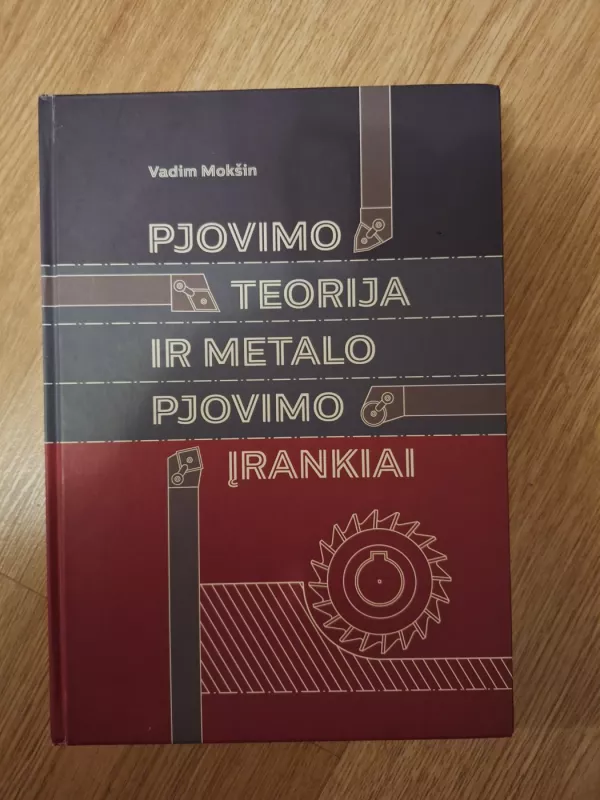 Vadim Mokšin
PJOVIMO
TEORIJA
IR METALO
PJOVIMO
ĮRANKIAI